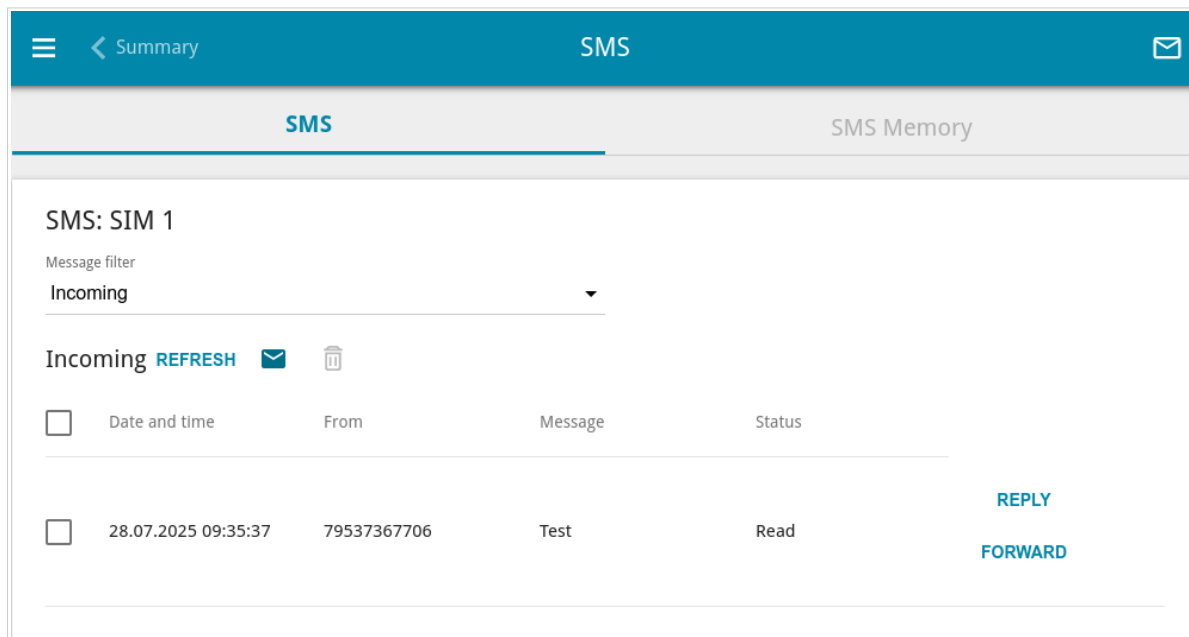 Summary SMS
SMS SMS Memory
SMS: SIM 1
Message filter
Incoming
Incoming REFRESH
Date and time From Message Status
REPLY
28.07.2025 09:35:37 79537367706 Test Read
FORWARD